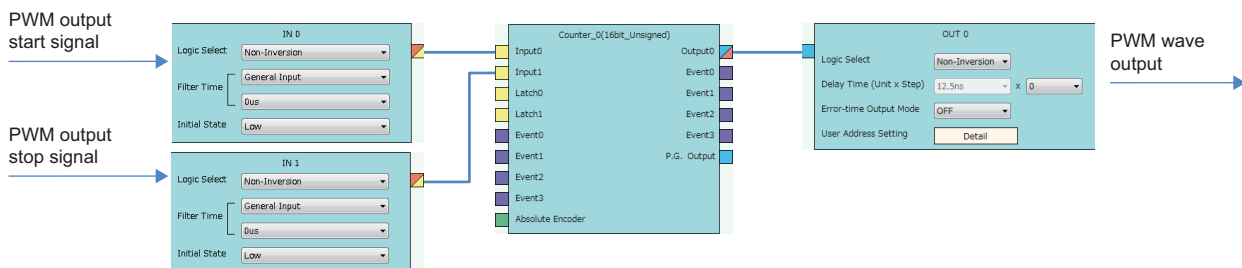 PWM output
start signal
IN 0
Logic Select Non-Inversion
Filter Time General Input
0us
Initial State Low
PWM output
stop signal
IN 1
Logic Select Non-Inversion
Filter Time General Input
0us
Initial State Low
Counter_0(16bit_Unsigned)
Input0 Output0
Input1 Event0
Latch0 Event1
Latch1 Event2
Event0 Event3
Event1 P.G. Output
Event2
Event3
Absolute Encoder
OUT 0
Logic Select Non-Inversion
Delay Time (Unit x Step) 12.5ns x 0
Error-time Output Mode OFF
User Address Setting Detail
PWM wave
output